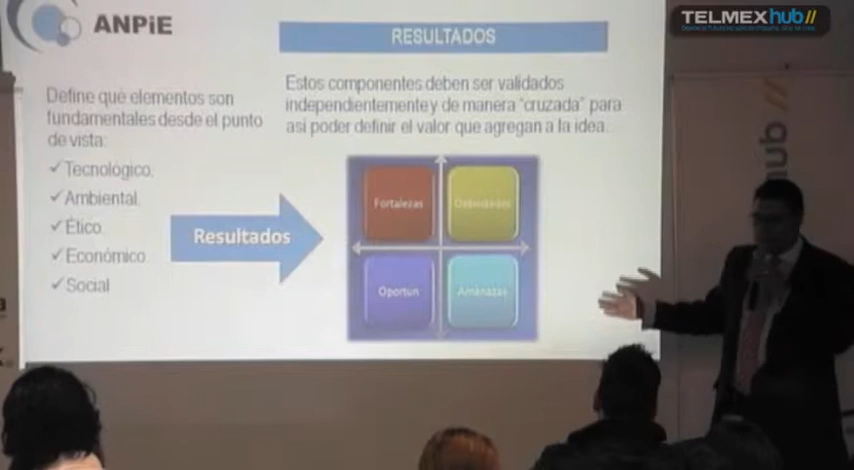 ANPiE
RESULTADOS
TELMEXhub//
Define qué elementos son
fundamentales desde el punto
de vista:
✓Tecnológico,
✓Ambiental,
✓Ético
✓Económico
✓Social
Resultados
Estos componentes deben ser validados
independientemente y de manera "cruzada" para
así poder definir el valor que agregan a la idea.
Fortalezas
Debilidades
Oportun
Amenazas
hub //